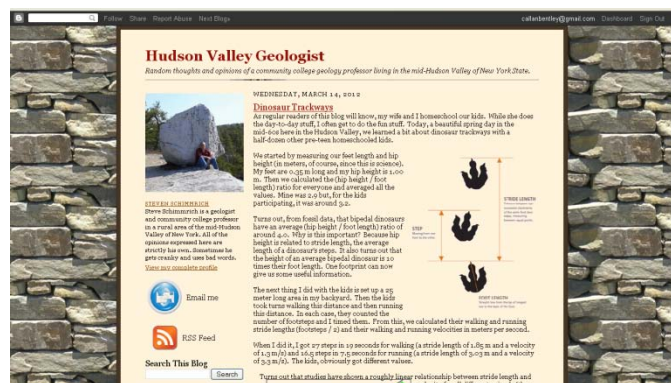 Follow Share Report Abuse Next Blog»
callanbentley@gmail.com Dashboard Sign Out
Hudson Valley Geologist
Random thoughts and opinions of a community college geology professor living in the mid-Hudson Valley of New York State.
STEVEN SCHIMMRICH
Steve Schimmrich is a geologist
and community college professor
in a rural area of the mid-Hudson
Valley of New York. All of the
opinions expressed here are
strictly his own. Sometimes he
gets cranky and uses bad words.
View my complete profile
Email me
RSS Feed
Search This Blog
Search
WEDNESDAY, MARCH 14, 2012
Dinosaur Trackways
As regular readers of this blog will know, my wife and I homeschool our kids. While she does
the day-to-day stuff, I often get to do the fun stuff. Today, a beautiful spring day in the
mid-60s here in the Hudson Valley, we learned a bit about dinosaur trackways with a
half-dozen other pre-teen homeschooled kids.
We started by measuring our feet length and hip
height (in meters, of course, since this is science).
My feet are 0.35 m long and my hip height is 1.00
m. Then we calculated the (hip height / foot
length) ratio for everyone and averaged all the
values. Mine was 2.9 but, for the kids
participating, it was around 3.2.
Turns out, from fossil data, that bipedal dinosaurs
have an average (hip height / foot length) ratio of
around 4.0. Why is this important? Because hip
height is related to stride length, the average
length of a dinosaur's steps. It also turns out that
the height of an average bipedal dinosaur is 10
times their foot length. One footprint can now
give us some useful information.
The next thing I did with the kids is set up a 25
meter long area in my backyard. Then the kids
took turns walking this distance and then running
this distance. In each case, they counted the
number of footsteps and I timed them. From this, we calculated their walking and running
stride lengths (footsteps / 2) and their walking and running velocities in meters per second.
When I did it, I got 27 steps in 19 seconds for walking (a stride length of 1.85 m and a velocity
of 1.3 m/s) and 16.5 steps in 7.5 seconds for running (a stride length of 3.03 m and a velocity
of 3.3 m/s). The kids, obviously got different values.
Turns out that studies have shown a roughly linear relationship between stride length and
STRIDE LENGTH
STEP
STEP LENGTH